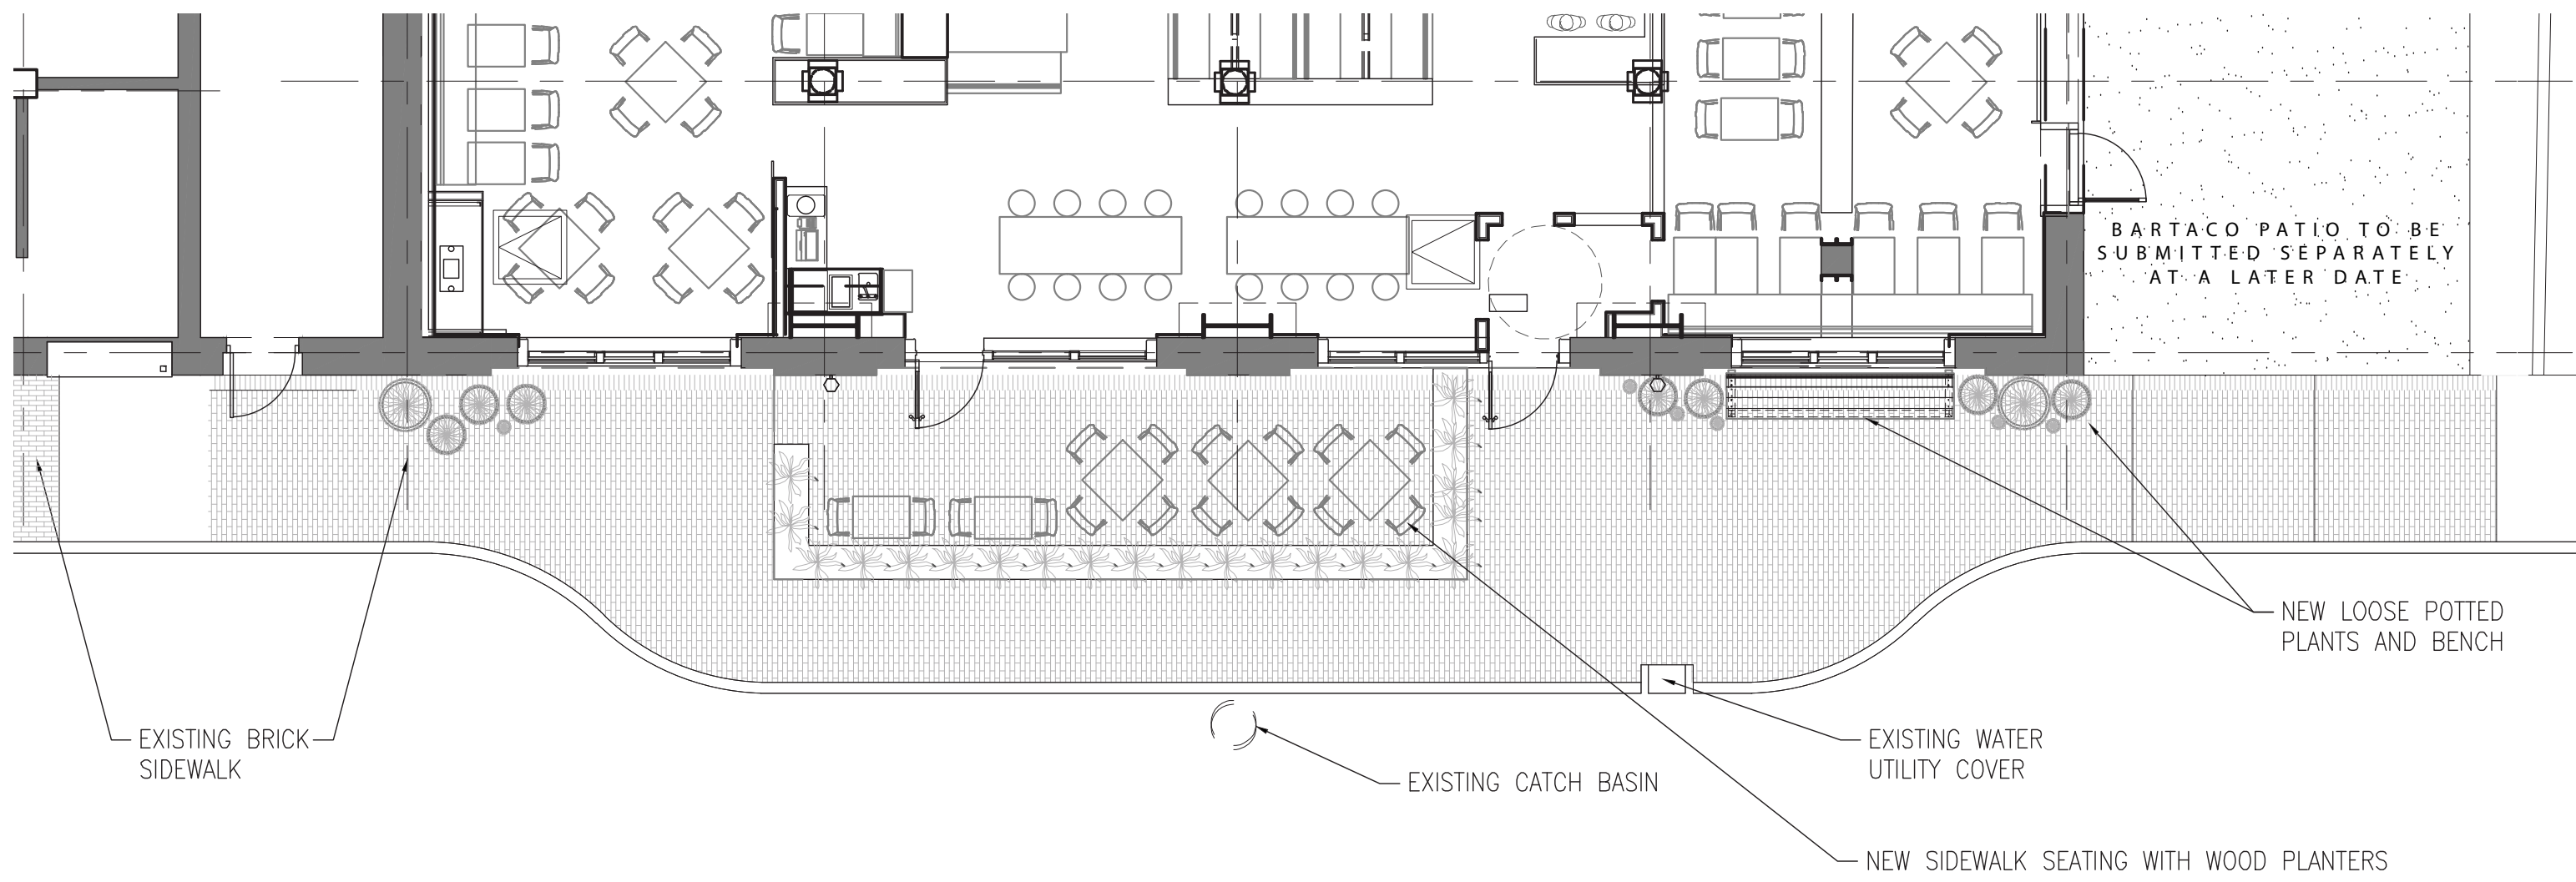 BARTACO PATIO TO BE
SUBMITTED SEPARATELY
AT A LATER DATE
NEW LOOSE POTTED
PLANTS AND BENCH
EXISTING BRICK
SIDEWALK
EXISTING WATER
UTILITY COVER
EXISTING CATCH BASIN
NEW SIDEWALK SEATING WITH WOOD PLANTERS